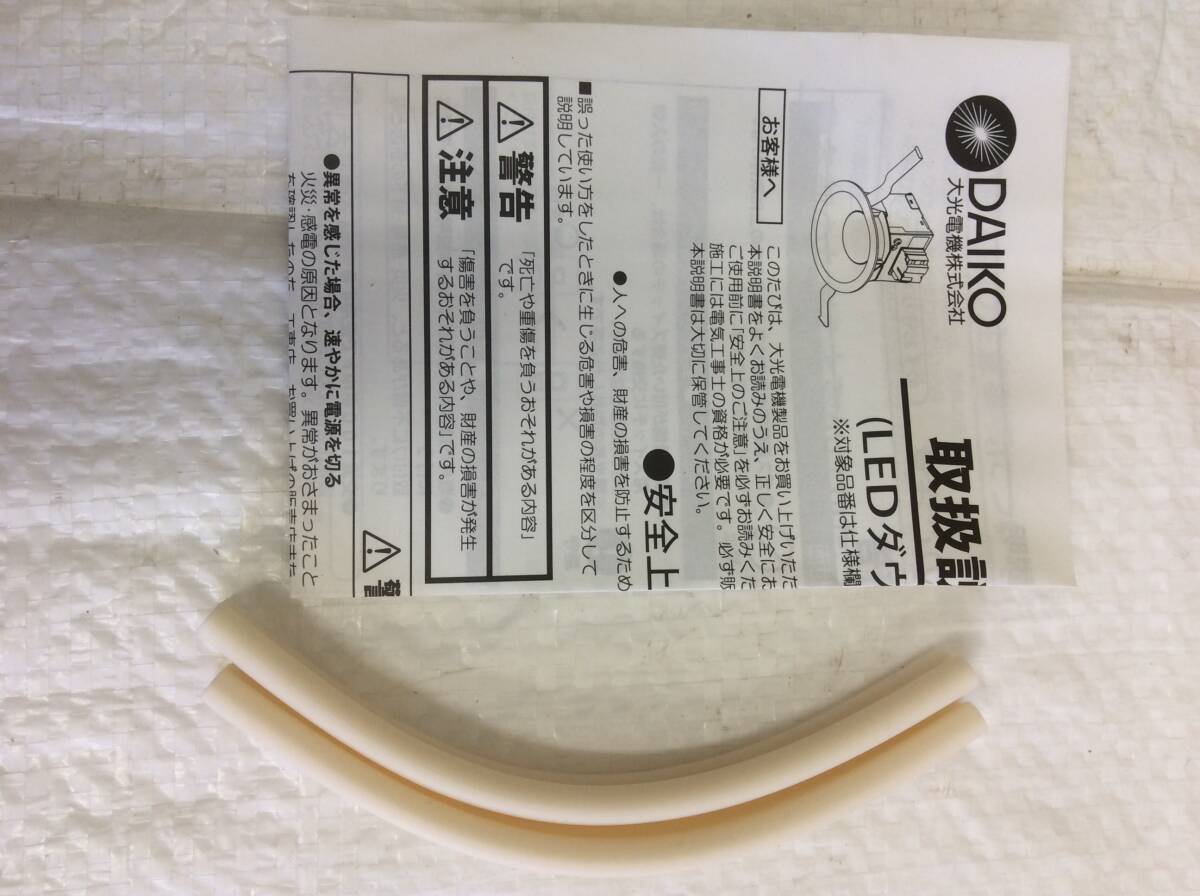 DAIKO
大光電機株式会社
取扱説
(LEDダウ
※対象品番は仕様欄
お客様へ
このたびは、大光電機製品をお買い上げいただ
本説明書をよくお読みのうえ、正しく安全にお
ご使用前に「安全上のご注意」を必ずお読みくだ
施工には電気工事士の資格が必要です。必ず販
本説明書は大切に保管してください。
●安全上
●人への危害、財産の損害を防止するため
■誤った使い方をしたときに生じる危害や損害の程度を区分して
説明しています。
警告
「死亡や重傷を負うおそれがある内容」
です。
注意
「傷害を負うことや、財産の損害が発生
するおそれがある内容」です。
警
●異常を感じた場合、速やかに電源を切る
火災・感電の原因となります。異常がおさまったこと